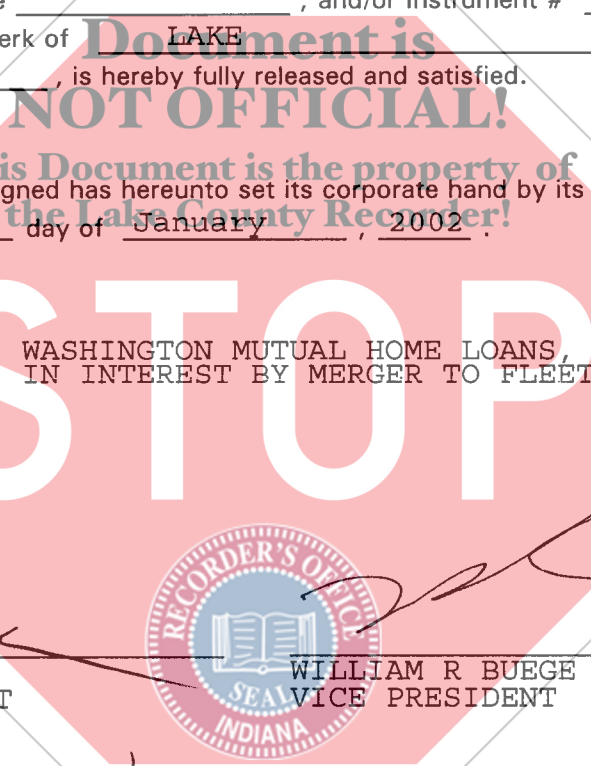 , and/or Instrument #
erk of LAKE
Document is
, is hereby fully released and satisfied.
NOT OFFICIAL!
is Document is the property of
gned has hereunto set its corporate hand by its
the Lake County Recorder!
day of January , 2002 .
STOP
WASHINGTON MUTUAL HOME LOANS,
IN INTEREST BY MERGER TO FLEET
RECORDER'S OFFICE
SEAL
INDIANA
WILLIAM R BUEGE
T VICE PRESIDENT